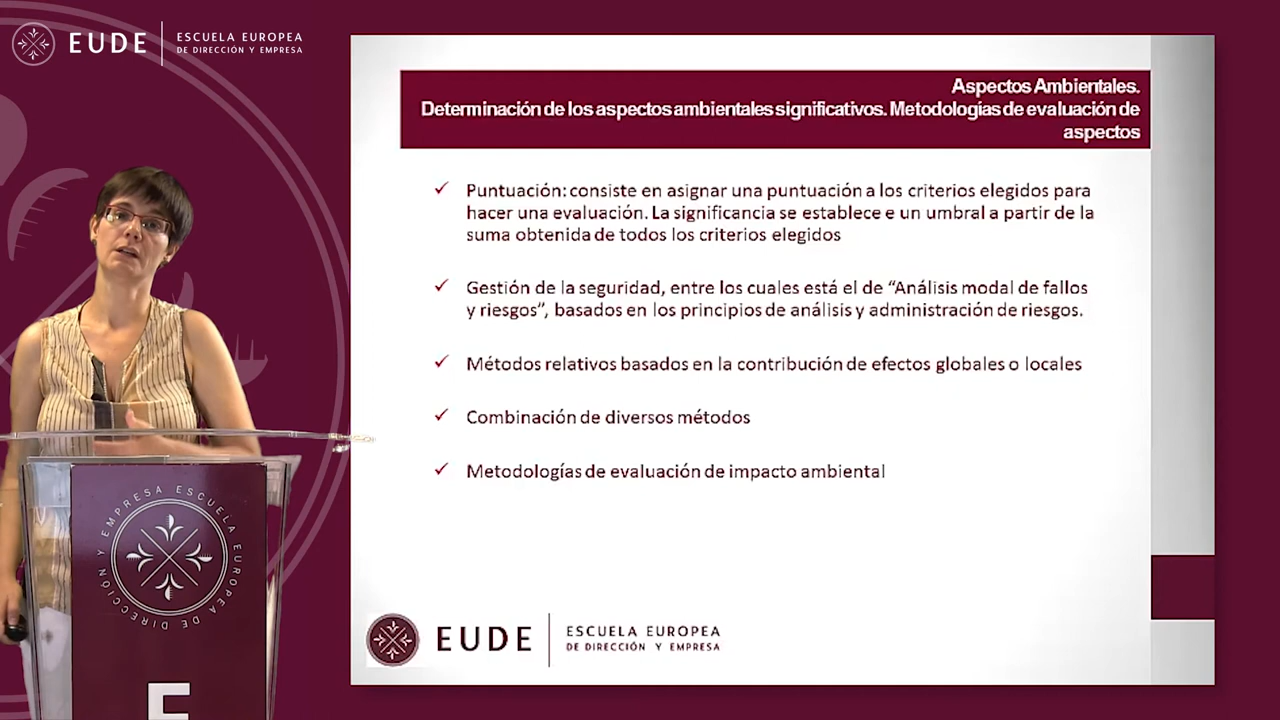 EUDE
ESCUELA EUROPEA
DE DIRECCIÓN Y EMPRESA
Aspectos Ambientales.
Determinación de los aspectos ambientales significativos. Metodologías de evaluación de
aspectos
✓ Puntuación: consiste en asignar una puntuación a los criterios elegidos para
hacer una evaluación. La significancia se establece e un umbral a partir de la
suma obtenida de todos los criterios elegidos
✓ Gestión de la seguridad, entre los cuales está el de “Análisis modal de fallos
y riesgos”, basados en los principios de análisis y administración de riesgos.
✓ Métodos relativos basados en la contribución de efectos globales o locales
✓ Combinación de diversos métodos
✓ Metodologías de evaluación de impacto ambiental
EUDE
ESCUELA EUROPEA
DE DIRECCIÓN Y EMPRESA
ESCUELA EUROPEA DE DIRECCIÓN Y EMPRESA
E